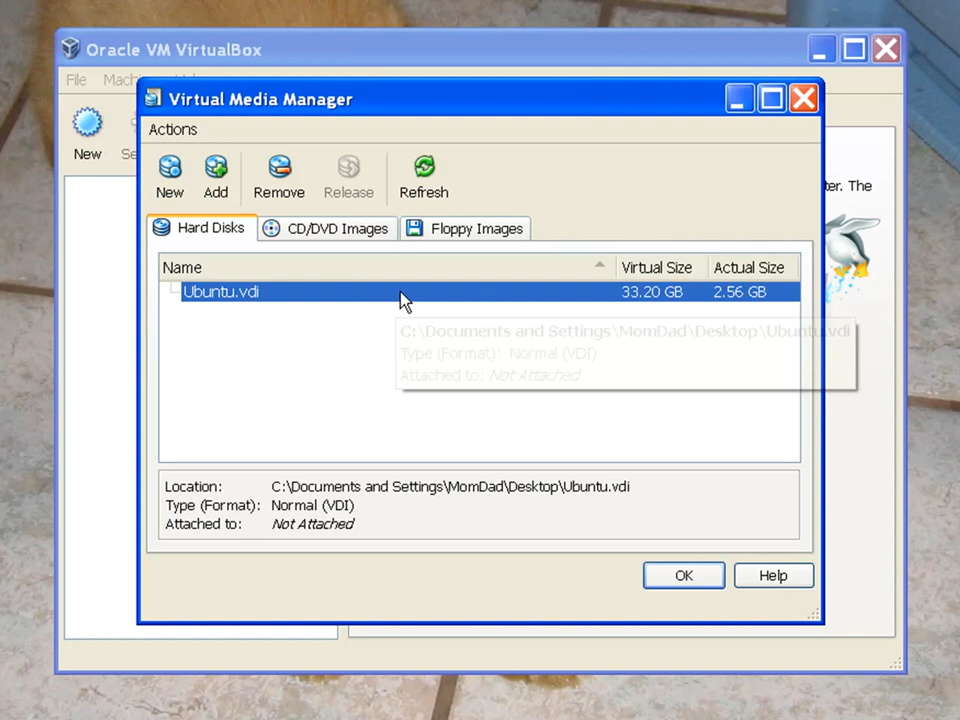 Oracle VM VirtualBox
File
Virtual Media Manager
Actions
New
New Add Remove Release Refresh
ter. The
Hard Disks CD/DVD Images Floppy Images
Name Virtual Size Actual Size
Ubuntu.vdi 33.20 GB 2.56 GB
C:\Documents and Settings\MomDad\Desktop\Ubuntu.vdi
Type (Format): Normal (VDI)
Attached to: Not Attached
Location: C:\Documents and Settings\MomDad\Desktop\Ubuntu.vdi
Type (Format): Normal (VDI)
Attached to: Not Attached
OK Help